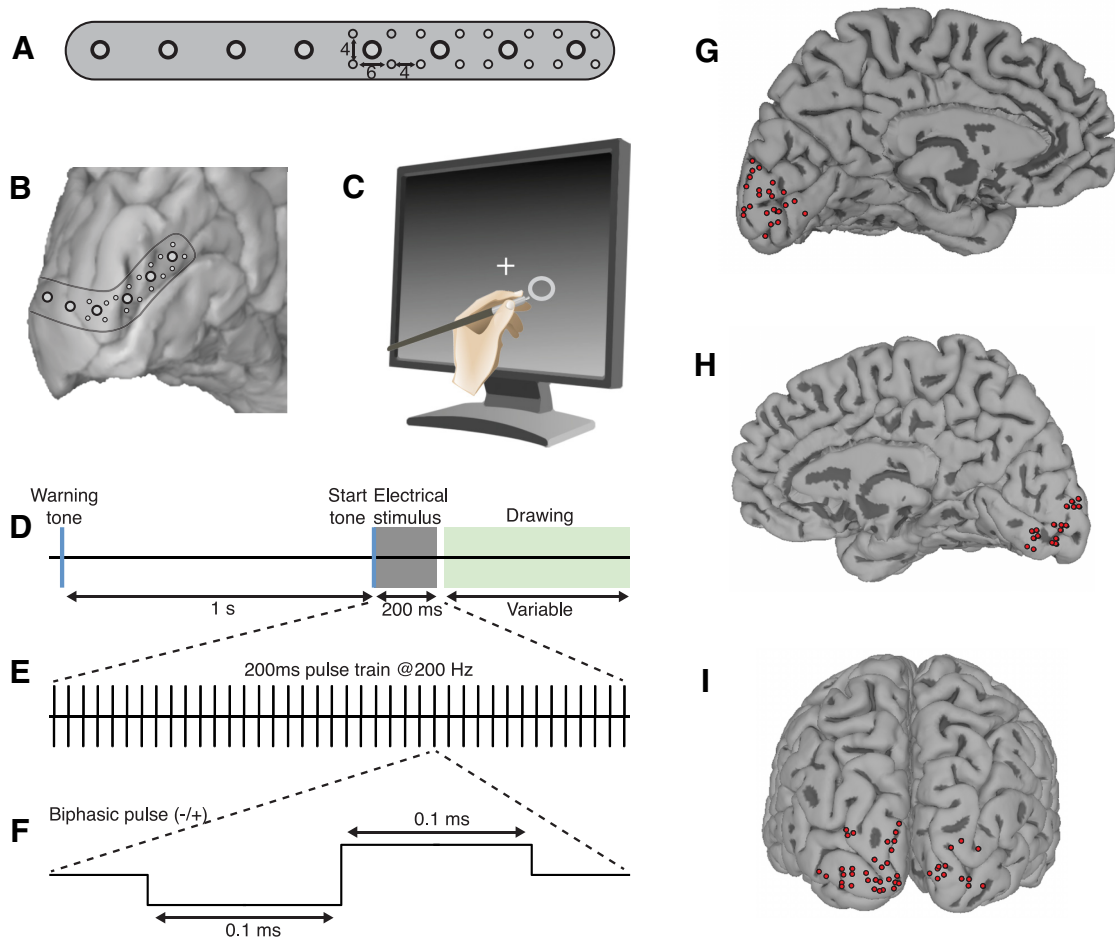 A
4
6
4
B
C
D
Warning
tone
Start
tone
Electrical
stimulus
Drawing
1 s
200 ms
Variable
E
200ms pulse train @200 Hz
F
Biphasic pulse (-/+)
0.1 ms
0.1 ms
G
H
I